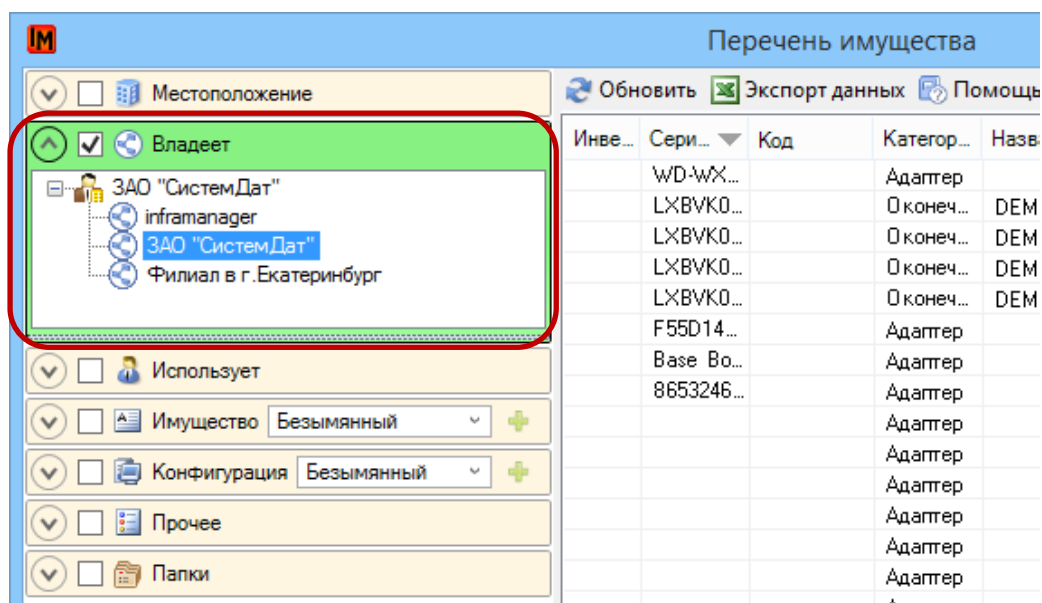 IM
Перечень имущества
Местоположение
Обновить Экспорт данных Помощь
Владеет
ЗАО "СистемДат"
inframanager
ЗАО "СистемДат"
Филиал в г.Екатеринбург
Использует
Имущество Безымянный
Конфигурация Безымянный
Прочее
Папки
Инве... Сери... Код Категор... Назв
WD-WX... Адаптер
LXBVK0... Оконеч... DEM
LXBVK0... Оконеч... DEM
LXBVK0... Оконеч... DEM
LXBVK0... Оконеч... DEM
F55D14... Адаптер
Base Bo... Адаптер
8653246... Адаптер
Адаптер
Адаптер
Адаптер
Адаптер
Адаптер
Адаптер